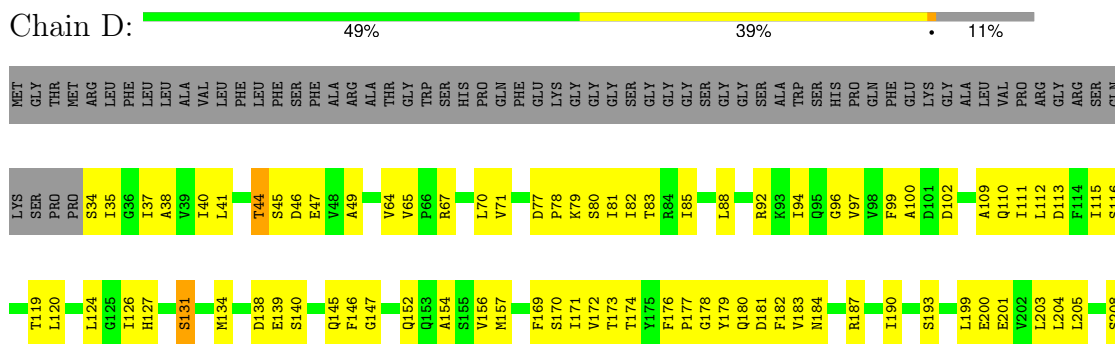 Chain D:
49% 39% • 11%
MET GLY THR MET ARG LEU PHE LEU LEU ALA VAL LEU PHE LEU PHE SER PHE ALA ARG ALA THR GLY TRP SER HIS PRO GLN PHE GLU LYS GLY GLY GLY SER GLY GLY GLY SER GLY GLY SER ALA TRP SER HIS PRO GLN PHE GLU LYS GLY ALA LEU VAL PRO ARG GLY ARG SER GLN
LYS SER PRO PRO S34 I35 G36 I37 A38 V39 I40 L41 T44 S45 D46 E47 V48 A49 V64 V65 P66 R67 L70 V71 D77 P78 K79 S80 I81 I82 T83 R84 I85 L88 R92 K93 I94 Q95 G96 V97 V98 F99 A100 D101 D102 A109 Q110 I111 L112 D113 F114 I115 S116
T119 L120 L124 G125 I126 H127 S131 M134 D138 E139 S140 Q145 F146 G147 Q152 Q153 A154 S155 V156 M157 F169 S170 I171 V172 T173 T174 Y175 F176 P177 G178 Y179 Q180 D181 F182 V183 N184 R187 I190 S193 L199 E200 E201 V202 L203 L204 L205